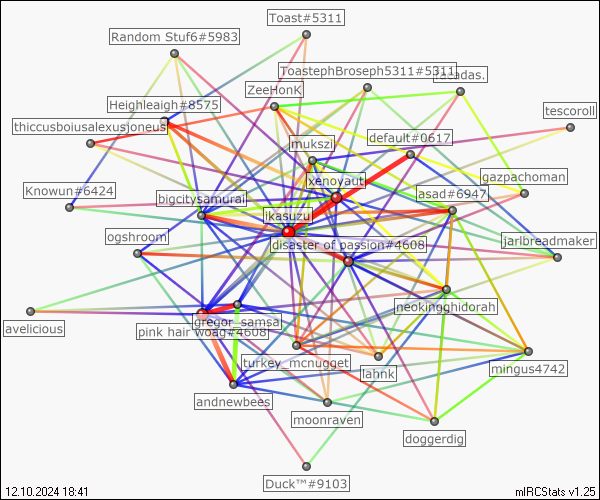 Toast#5311
Random Stuf6#5983
ToastephBroseph5311#5311
ZeeHonK
Heighleaigh#8575
tescoroll
thiccusboiusalexusjoneus
default#0617
mukszi
xenoyaut
gazpachoman
Knowun#6424
bigcitysamurai
asad#6947
ikasuzu
ogshroom
disaster of passion#4608
jarlbreadmaker
neokingghidorah
avelicious
gregor_samsa
pink hair woag#4608
turkey_mcnugget
lahnk
mingus4742
andnewbees
moonraven
doggerdig
Duck™#9103
12.10.2024 18:41
mIRCStats v1.25